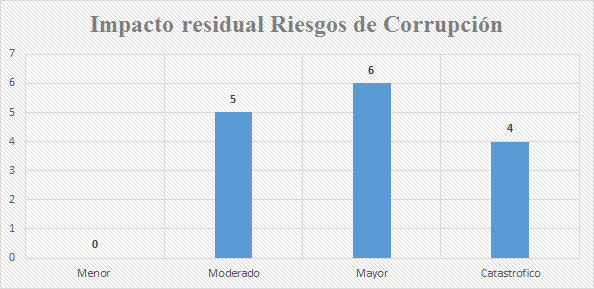 Impacto residual Riesgos de Corrupción
7
6
5
4
3
2
1
0
0
5
6
4
Menor
Moderado
Mayor
Catastrofico